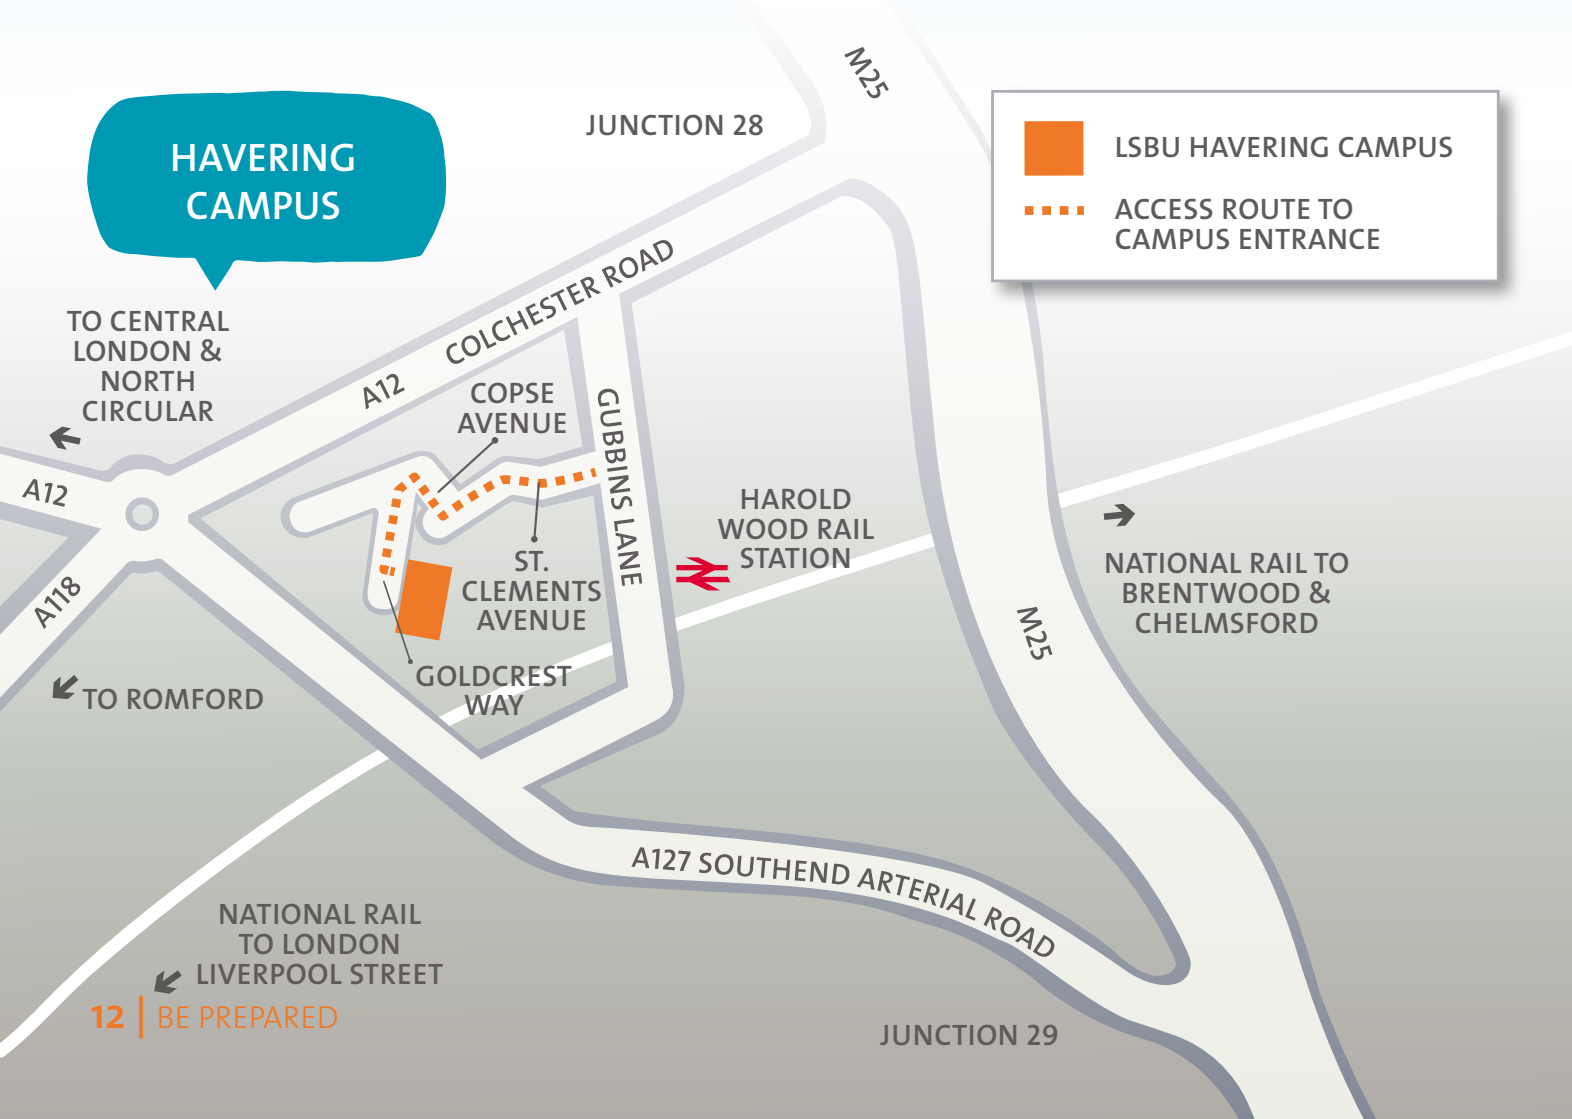 HAVERING
CAMPUS
JUNCTION 28
M25
LSBU HAVERING CAMPUS
ACCESS ROUTE TO
CAMPUS ENTRANCE
TO CENTRAL
LONDON &
NORTH
CIRCULAR
A12
COLCHESTER ROAD
COPSE
AVENUE
GUBBINS LANE
A12
HAROLD
WOOD RAIL
STATION
ST.
CLEMENTS
AVENUE
NATIONAL RAIL TO
BRENTWOOD &
CHELMSFORD
A118
M25
GOLDCREST
WAY
TO ROMFORD
A127 SOUTHEND ARTERIAL ROAD
NATIONAL RAIL
TO LONDON
LIVERPOOL STREET
12 | BE PREPARED
JUNCTION 29